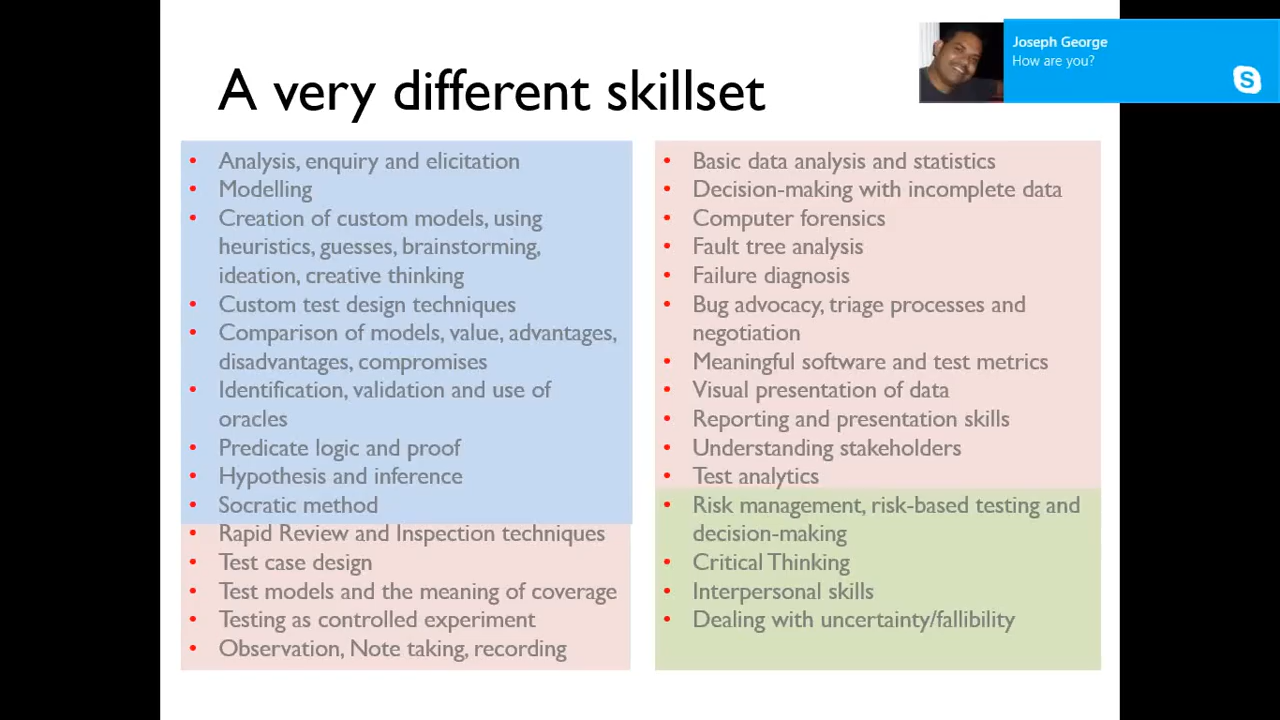 A very different skillset
Joseph George
How are you?
S
• Analysis, enquiry and elicitation
• Modelling
• Creation of custom models, using
heuristics, guesses, brainstorming,
ideation, creative thinking
• Custom test design techniques
• Comparison of models, value, advantages,
disadvantages, compromises
• Identification, validation and use of
oracles
• Predicate logic and proof
• Hypothesis and inference
• Socratic method
• Rapid Review and Inspection techniques
• Test case design
• Test models and the meaning of coverage
• Testing as controlled experiment
• Observation, Note taking, recording
• Basic data analysis and statistics
• Decision-making with incomplete data
• Computer forensics
• Fault tree analysis
• Failure diagnosis
• Bug advocacy, triage processes and
negotiation
• Meaningful software and test metrics
• Visual presentation of data
• Reporting and presentation skills
• Understanding stakeholders
• Test analytics
• Risk management, risk-based testing and
decision-making
• Critical Thinking
• Interpersonal skills
• Dealing with uncertainty/fallibility